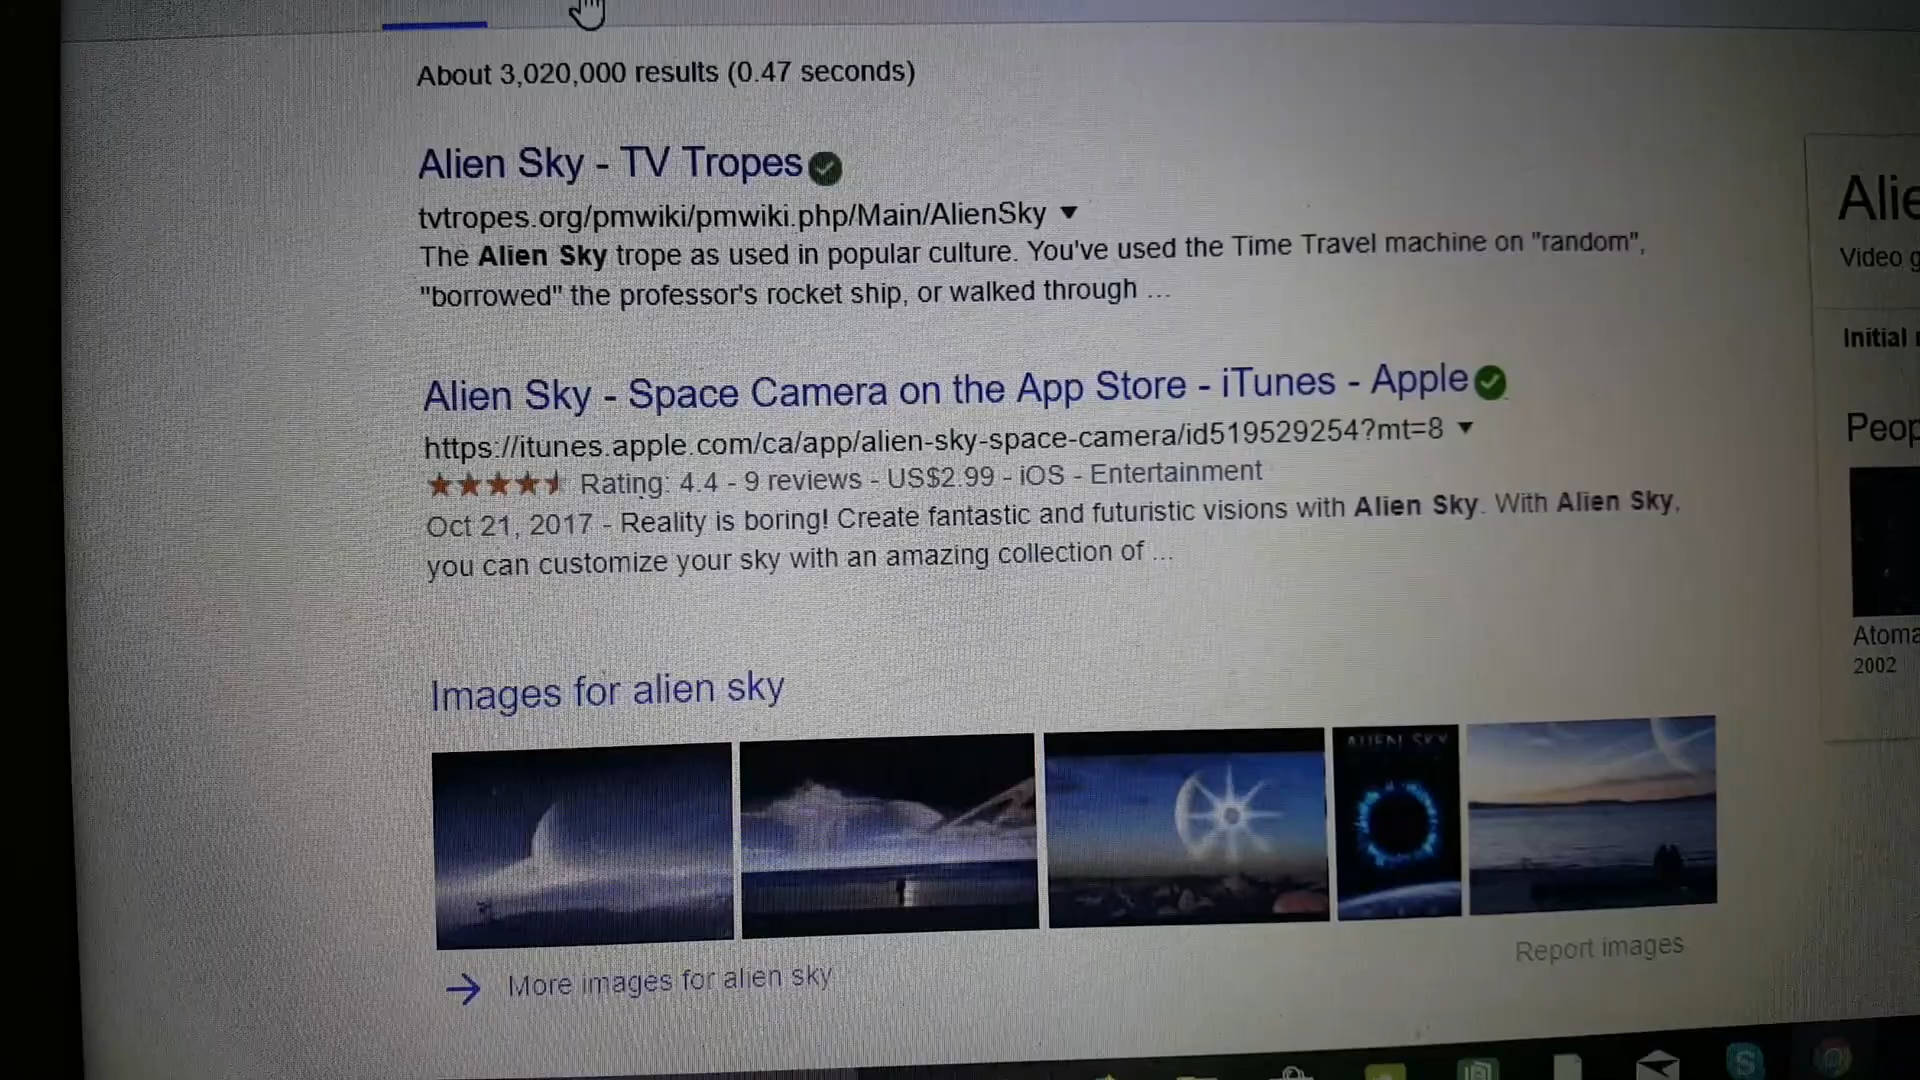 About 3,020,000 results (0.47 seconds)
Alien Sky - TV Tropes
tvtropes.org/pmwiki/pmwiki.php/Main/AlienSky
The Alien Sky trope as used in popular culture. You've used the Time Travel machine on "random",
"borrowed" the professor's rocket ship, or walked through ...
Alien Sky - Space Camera on the App Store - iTunes - Apple
https://itunes.apple.com/ca/app/alien-sky-space-camera/id519529254?mt=8
Rating: 4.4 - 9 reviews - US$2.99 - iOS - Entertainment
Oct 21, 2017 - Reality is boring! Create fantastic and futuristic visions with Alien Sky. With Alien Sky,
you can customize your sky with an amazing collection of ...
Images for alien sky
ALIEN SKY
More images for alien sky
Report images
Alie
Video g
Initial
Peop
Atoma
2002